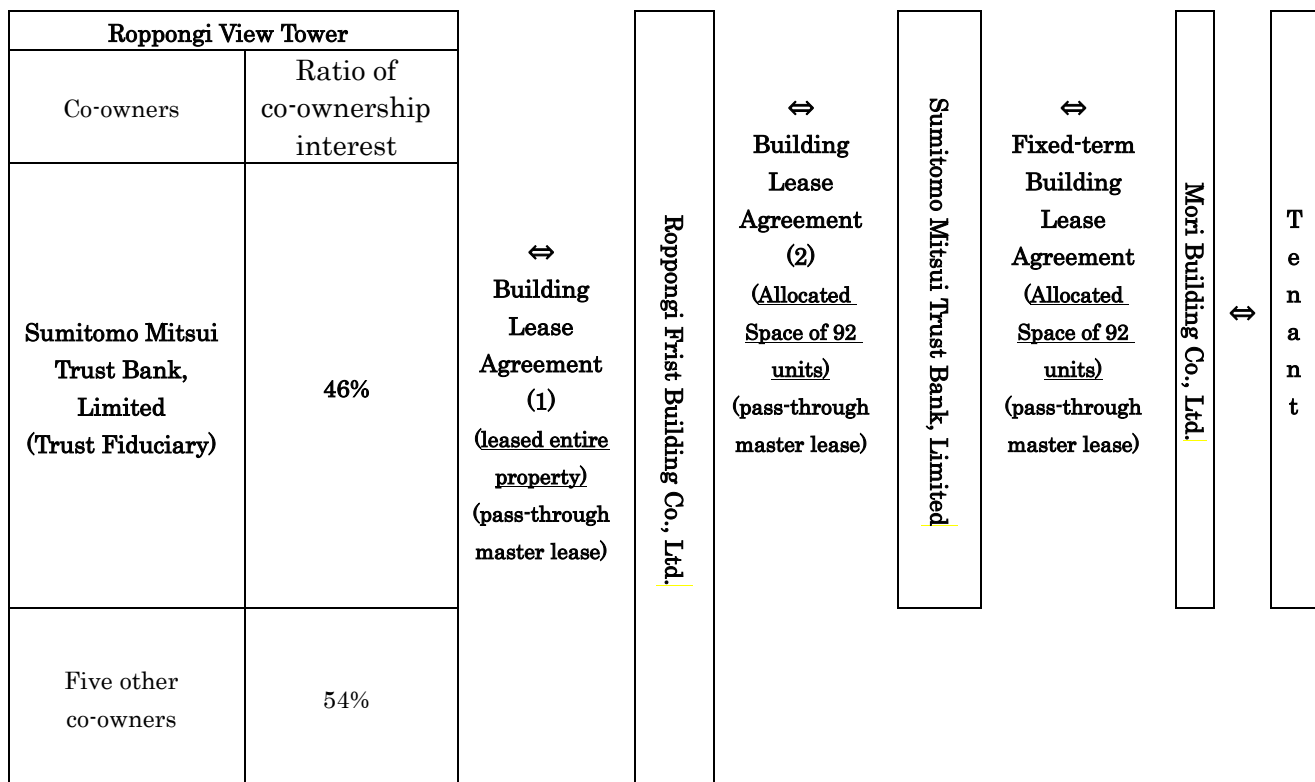 Roppongi View Tower
Co-owners
Ratio of
co-ownership
interest
Sumitomo Mitsui
Trust Bank,
Limited
(Trust Fiduciary)
46%
Five other
co-owners
54%
⇔
Building
Lease
Agreement
(1)
(leased entire
property)
(pass-through
master lease)
Roppongi Frist Building Co., Ltd.
⇔
Building
Lease
Agreement
(2)
(Allocated
Space of 92
units)
(pass-through
master lease)
Sumitomo Mitsui Trust Bank, Limited
⇔
Fixed-term
Building
Lease
Agreement
(Allocated
Space of 92
units)
(pass-through
master lease)
Mori Building Co., Ltd.
⇔
Tenant